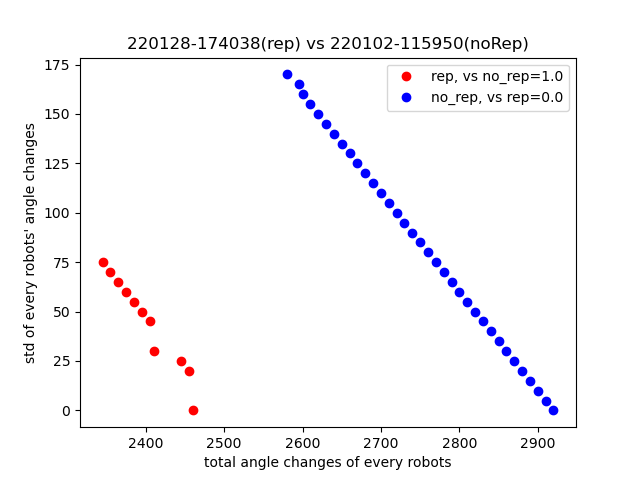 220128-174038(rep) vs 220102-115950(noRep)
rep, vs no_rep=1.0
no_rep, vs rep=0.0
std of every robots' angle changes
175
150
125
100
75
50
25
0
2400 2500 2600 2700 2800 2900
total angle changes of every robots